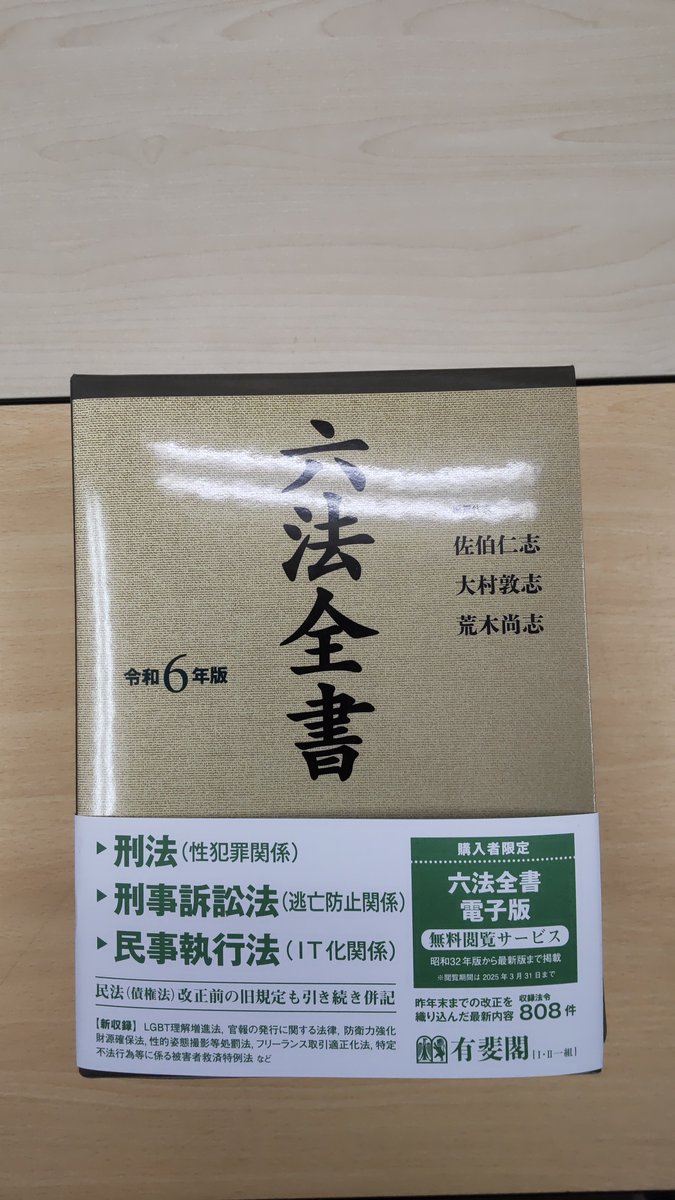 六法全書
佐伯仁志
大村敦志
荒木尚志
令和6年版
▶刑法(性犯罪関係)
▶刑事訴訟法(逃亡防止関係)
▶民事執行法(IT化関係)
民法(債権法)改正前の旧規定も引き続き併記
【新収録】LGBT理解増進法, 官報の発行に関する法律, 防衛力強化
財源確保法, 性的姿態撮影等処罰法, フリーランス取引適正化法, 特定
不法行為等に係る被害者救済特例法 など
購入者限定
六法全書
電子版
無料閲覧サービス
昭和32年版から最新版まで掲載
※閲覧期間は2025年3月31日まで
昨年末までの改正を
織り込んだ最新内容
収録法令
808件
有斐閣[I・II一組]